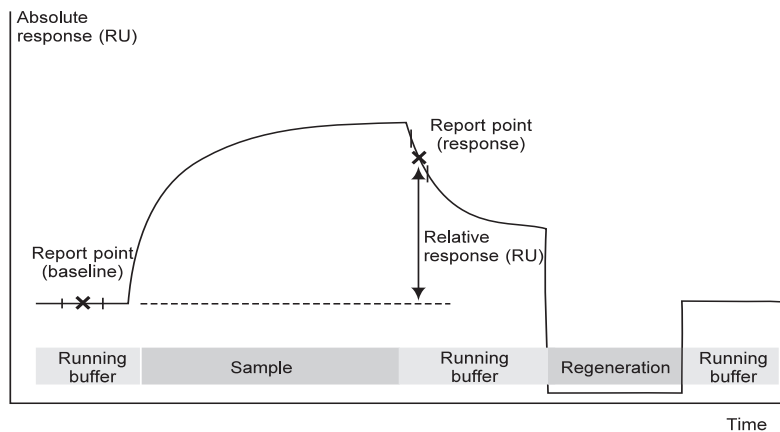 Absolute
response (RU)
Report point
(response)
Report point
(baseline)
Relative
response (RU)
Running
buffer
Sample
Running
buffer
Regeneration
Running
buffer
Time